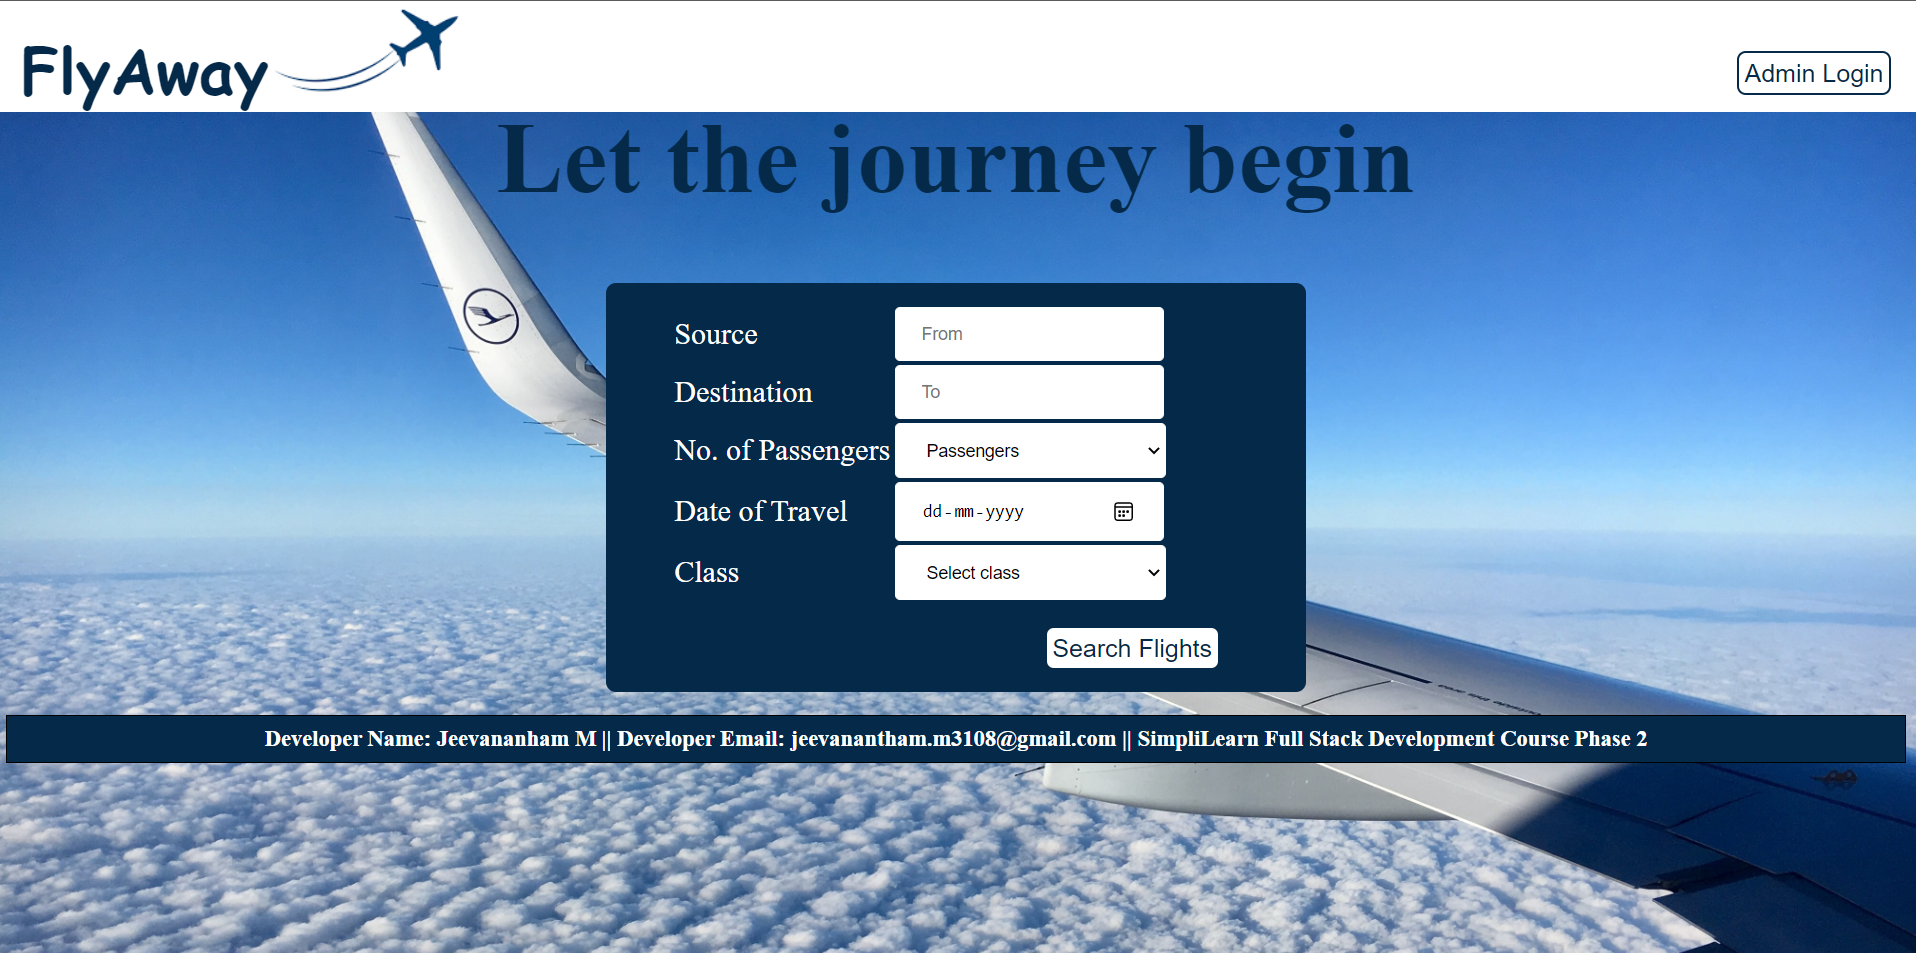 FlyAway
Admin Login
Let the journey begin
Source
From
Destination
To
No. of Passengers
Passengers
Date of Travel
dd-mm-yyyy
Class
Select class
Search Flights
Developer Name: Jeevananham M || Developer Email: jeevanantham.m3108@gmail.com || SimpliLearn Full Stack Development Course Phase 2